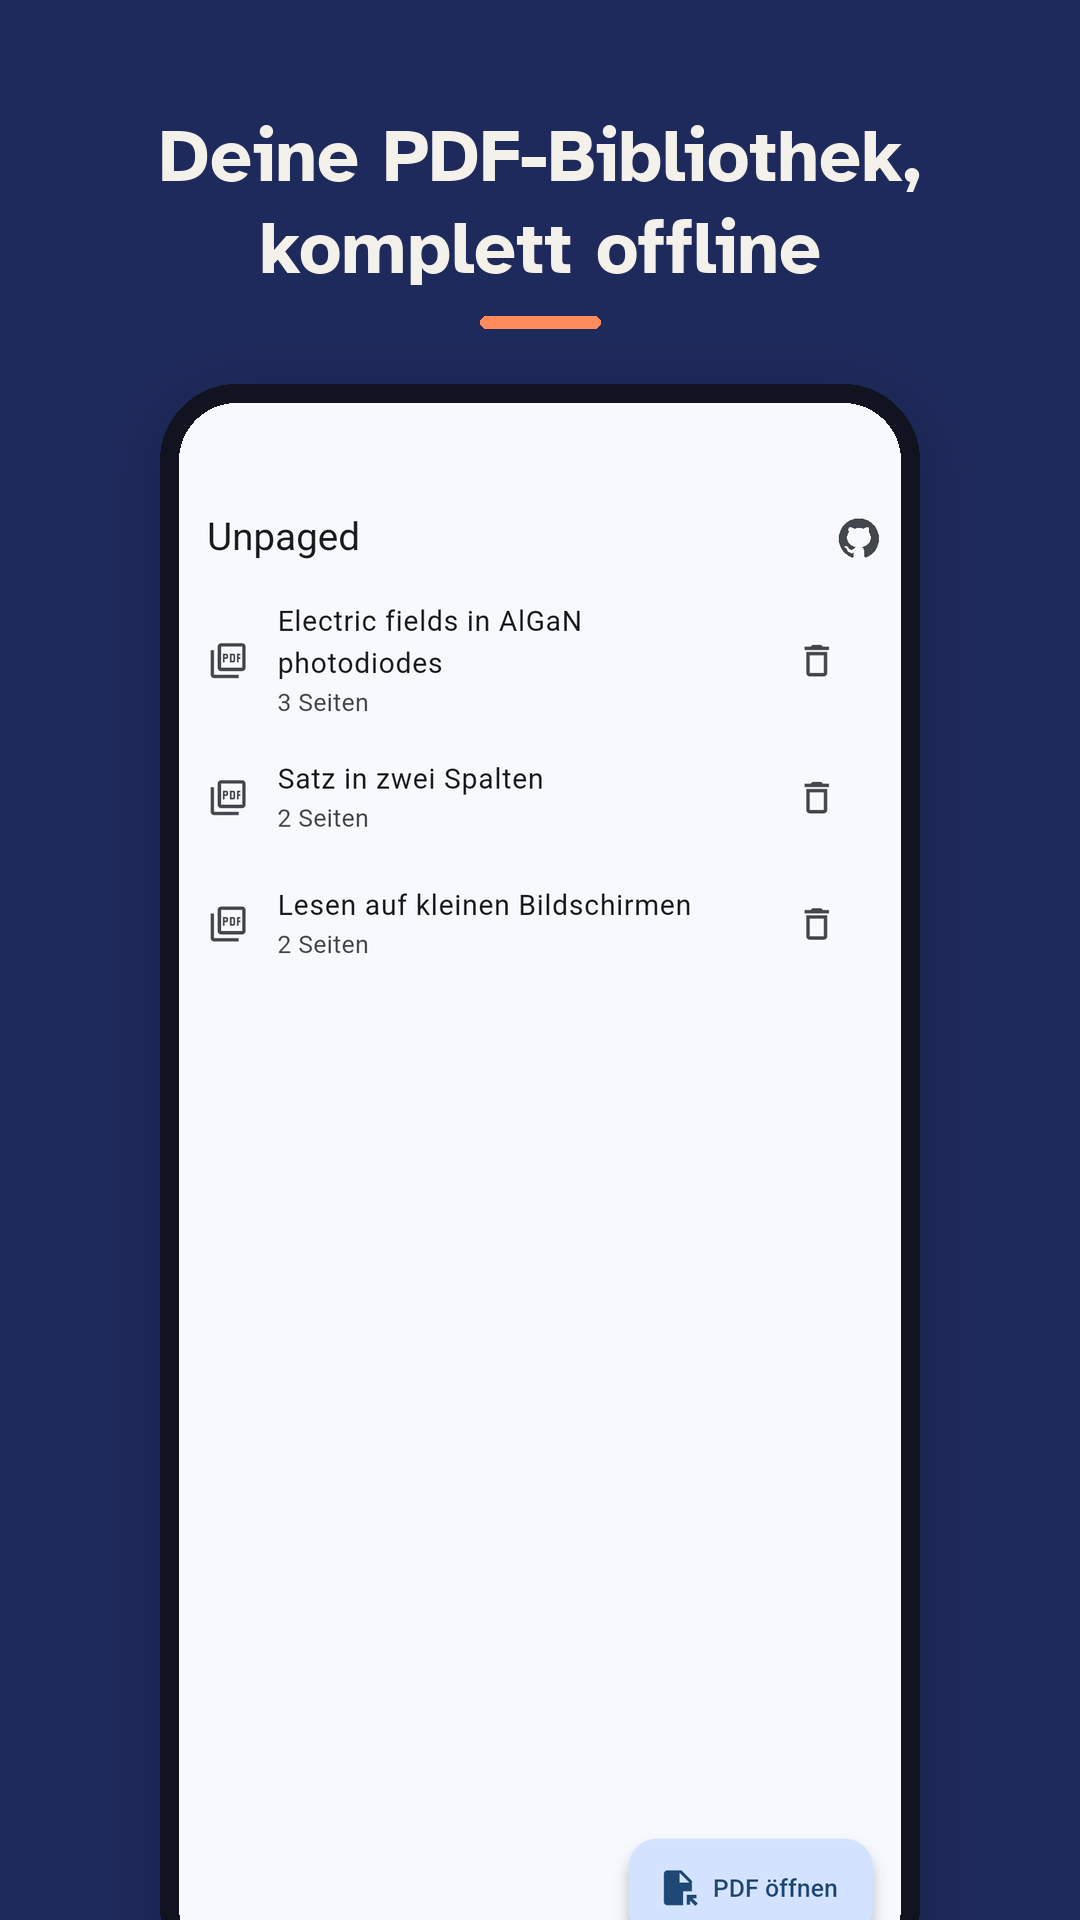 Deine PDF-Bibliothek,
komplett offline
Unpaged
Electric fields in AlGaN
photodiodes
3 Seiten
PDF
Satz in zwei Spalten
2 Seiten
PDF
Lesen auf kleinen Bildschirmen
2 Seiten
PDF
PDF öffnen